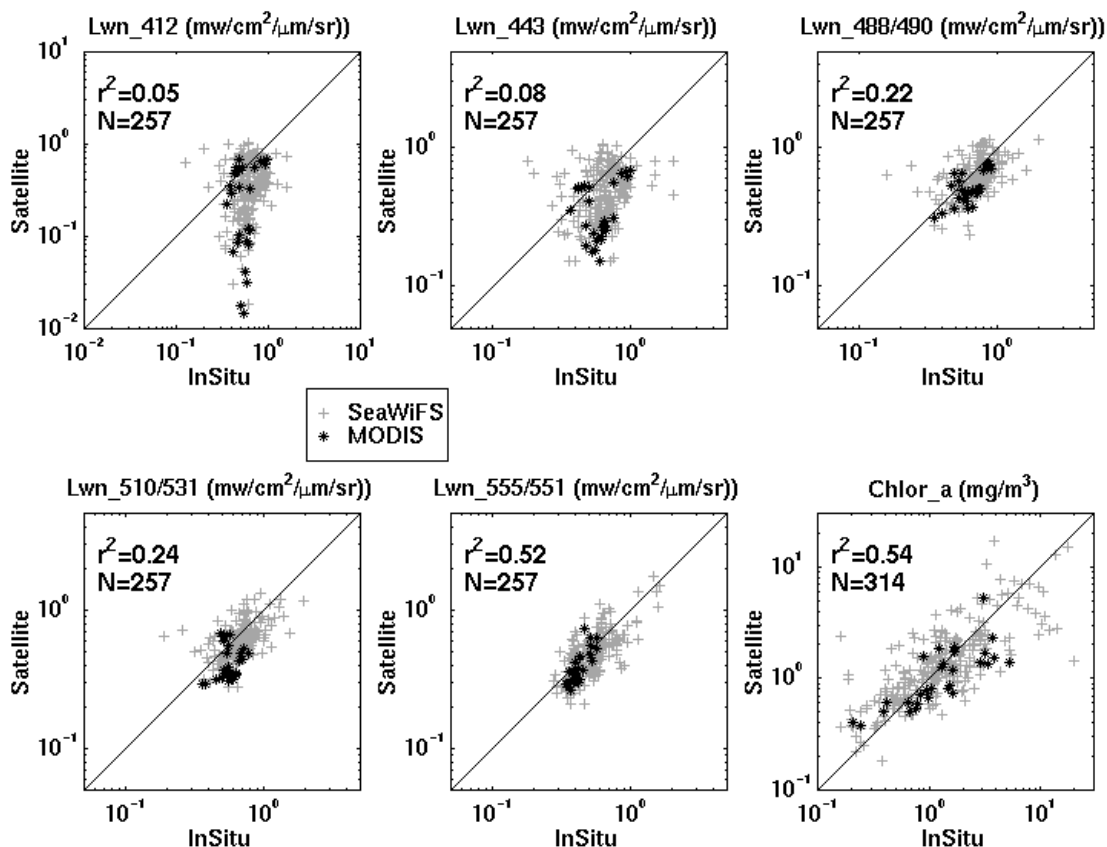 Lwn_412 (mw/cm²/μm/sr))
Lwn_443 (mw/cm²/μm/sr))
Lwn_488/490 (mw/cm²/μm/sr))
10¹
r²=0.05
N=257
10⁰
10⁻¹
10⁻²
Satellite
10⁻²
10⁻¹
10⁰
10¹
InSitu
r²=0.08
N=257
10⁰
10⁻¹
Satellite
10⁻¹
10⁰
InSitu
r²=0.22
N=257
10⁰
10⁻¹
Satellite
10⁻¹
10⁰
InSitu
SeaWiFS
MODIS
Lwn_510/531 (mw/cm²/μm/sr))
Lwn_555/551 (mw/cm²/μm/sr))
Chlor_a (mg/m³)
r²=0.24
N=257
10⁰
10⁻¹
Satellite
10⁻¹
10⁰
InSitu
r²=0.52
N=257
10⁰
10⁻¹
Satellite
10⁻¹
10⁰
InSitu
r²=0.54
N=314
10¹
10⁰
10⁻¹
Satellite
10⁻¹
10⁰
10¹
InSitu